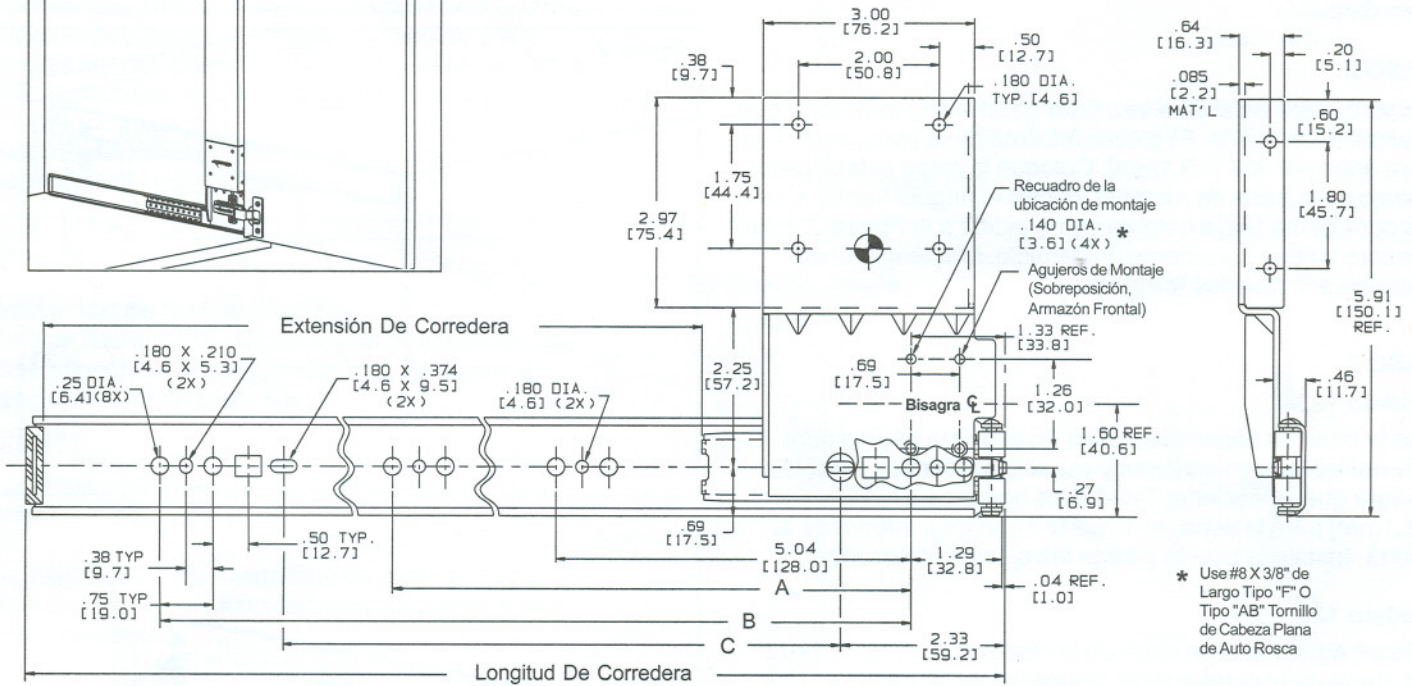 3.00
[76.2]
.64
[16.3]
.50
[12.7]
.20
[5.1]
.38
[9.7]
2.00
[50.8]
.180 DIA.
TYP. [4.6]
.085
[2.2]
MAT'L
.60
[15.2]
1.75
[44.4]
2.97
[75.4]
Recuadro de la
ubicación de montaje
.140 DIA. *
[3.6] (4X)
Agujeros de Montaje
(Sobreposición,
Armazón Frontal)
1.80
[45.7]
5.91
[150.1]
REF.
Extensión De Corredera
1.33 REF.
[33.8]
.180 X .210
[4.6 X 5.3]
(2X)
.180 X .374
[4.6 X 9.5]
(2X)
.25 DIA.
[6.4] (8X)
.180 DIA.
[4.6] (2X)
2.25
[57.2]
.69
[17.5]
1.26
[32.0]
.46
[11.7]
Bisagra ℄
1.60 REF.
[40.6]
.27
[6.9]
.69
[17.5]
.50 TYP.
[12.7]
.38 TYP
[9.7]
.75 TYP
[19.0]
5.04
[128.0]
1.29
[32.8]
.04 REF.
[1.0]
A
B
C
2.33
[59.2]
Longitud De Corredera
* Use #8 X 3/8" de
Largo Tipo "F" O
Tipo "AB" Tornillo
de Cabeza Plana
de Auto Rosca